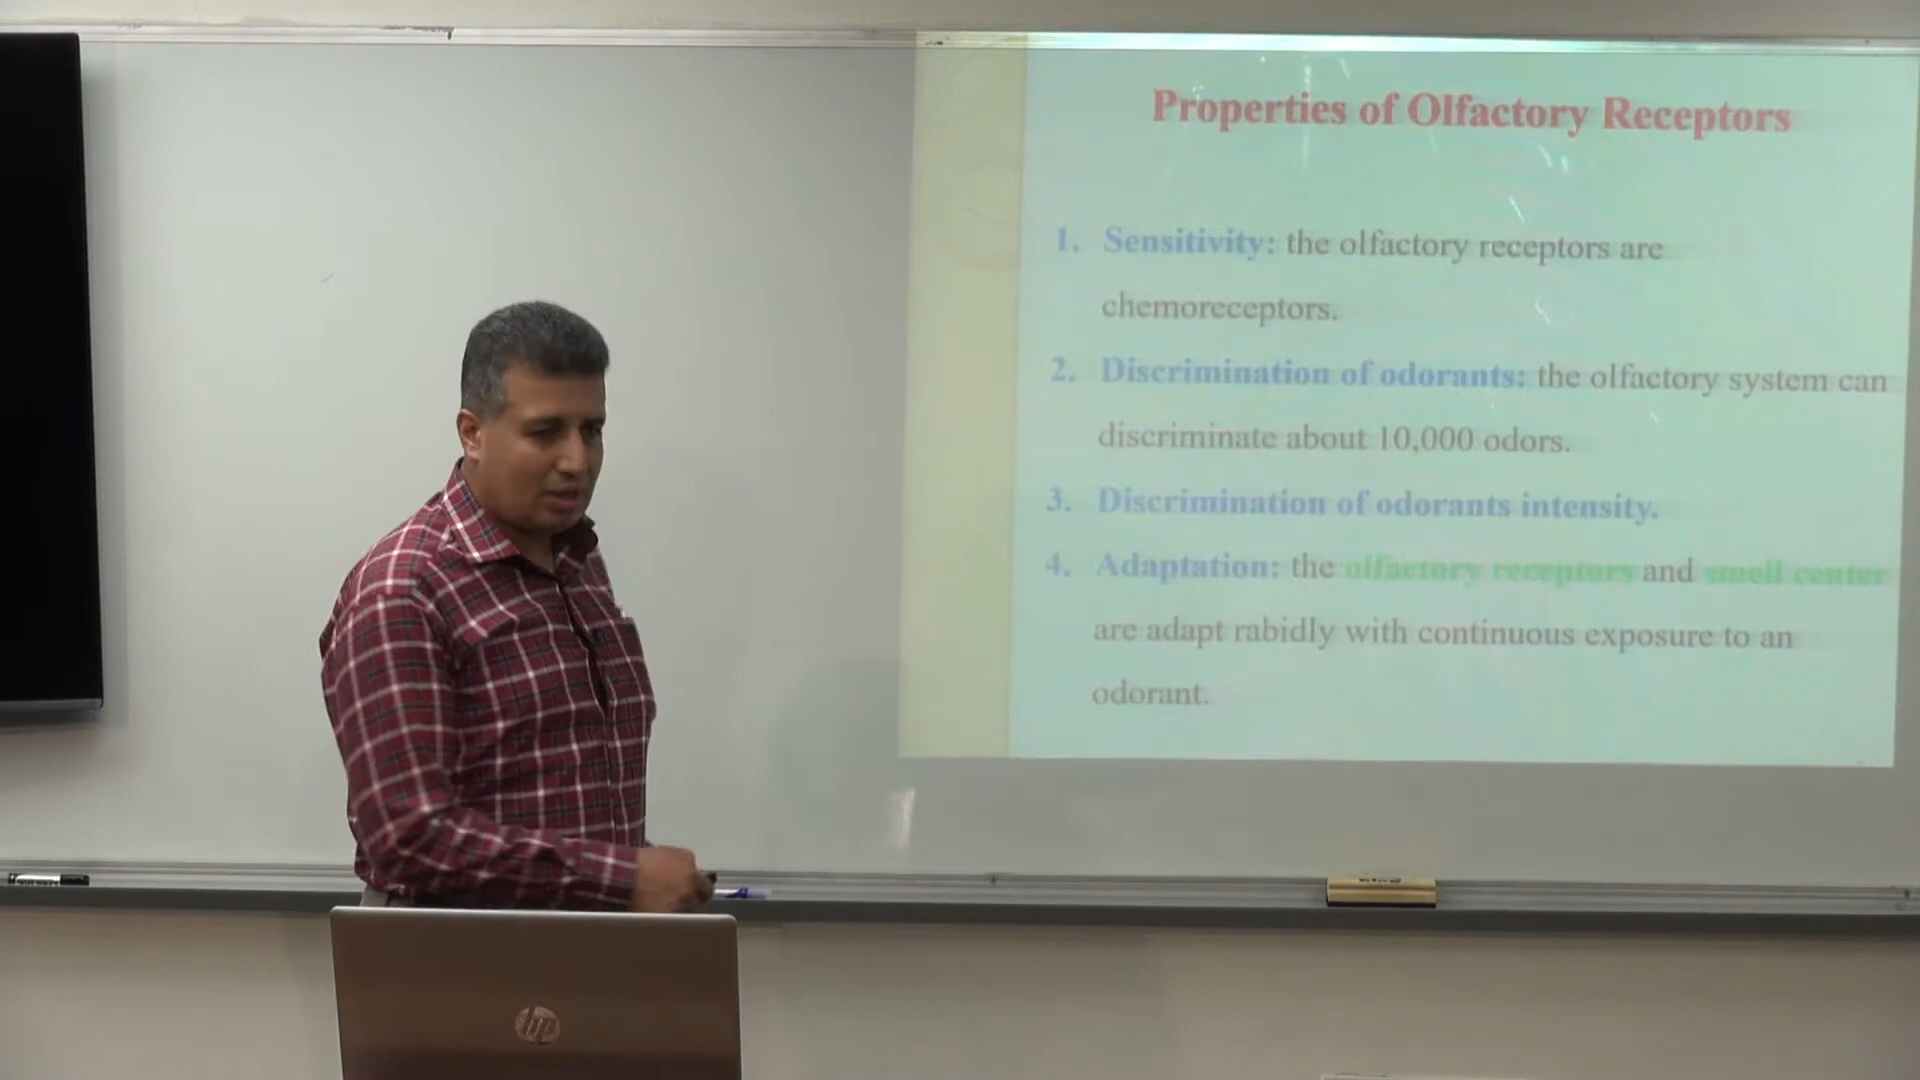 Properties of Olfactory Receptors
1. Sensitivity: the olfactory receptors are
chemoreceptors.
2. Discrimination of odorants: the olfactory system can
discriminate about 10,000 odors.
3. Discrimination of odorants intensity.
4. Adaptation: the olfactory receptors and smell center
are adapt rabidly with continuous exposure to an
odorant.
hp